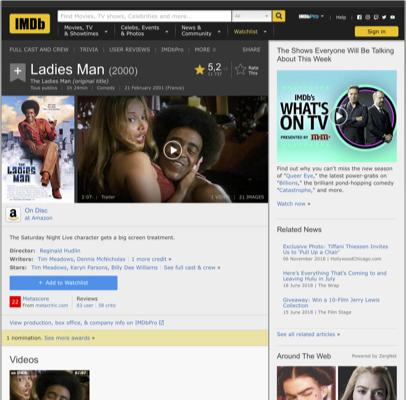 IMDb
Find Movies, TV shows, Celebrities and more...
All
IMDbPro
Help
Movies, TV & Showtimes
Celebs, Events & Photos
News & Community
Watchlist
Sign in
FULL CAST AND CREW | TRIVIA | USER REVIEWS | IMDbPro | MORE
SHARE
Ladies Man (2000)
The Ladies Man (original title)
Tous publics | 1h 24min | Comedy | 21 February 2001 (France)
5,2
Rate This
The Ladies Man
2:07 | Trailer
21 IMAGES
On Disc
at Amazon
The Saturday Night Live character gets a big screen treatment.
Director: Reginald Hudlin
Writers: Tim Meadows, Dennis McNicholas | 1 more credit »
Stars: Tim Meadows, Karyn Parsons, Billy Dee Williams | See full cast & crew »
+ Add to Watchlist
22 Metascore
From metacritic.com
Reviews
83 user | 58 critic
View production, box office, & company info on IMDbPro
1 nomination. See more awards »
Videos
The Shows Everyone Will Be Talking About This Week
IMDb's
WHAT'S ON TV
PRESENTED BY m&m's
Find out why you can't miss the new season of "Queer Eye," the latest power-grabs on "Billions," the brilliant pond-hopping comedy "Catastrophe," and more.
Watch now »
Related News
Exclusive Photo: Tiffani Thiessen Invites Us to 'Pull Up a Chair'
06 November 2018 | HollywoodChicago.com
Here's Everything That's Coming to and Leaving Hulu in July
18 June 2018 | The Wrap
Giveaway: Win a 10-Film Jerry Lewis Collection
15 June 2018 | The Film Stage
See all related articles »
Around The Web
Powered by ZergNet